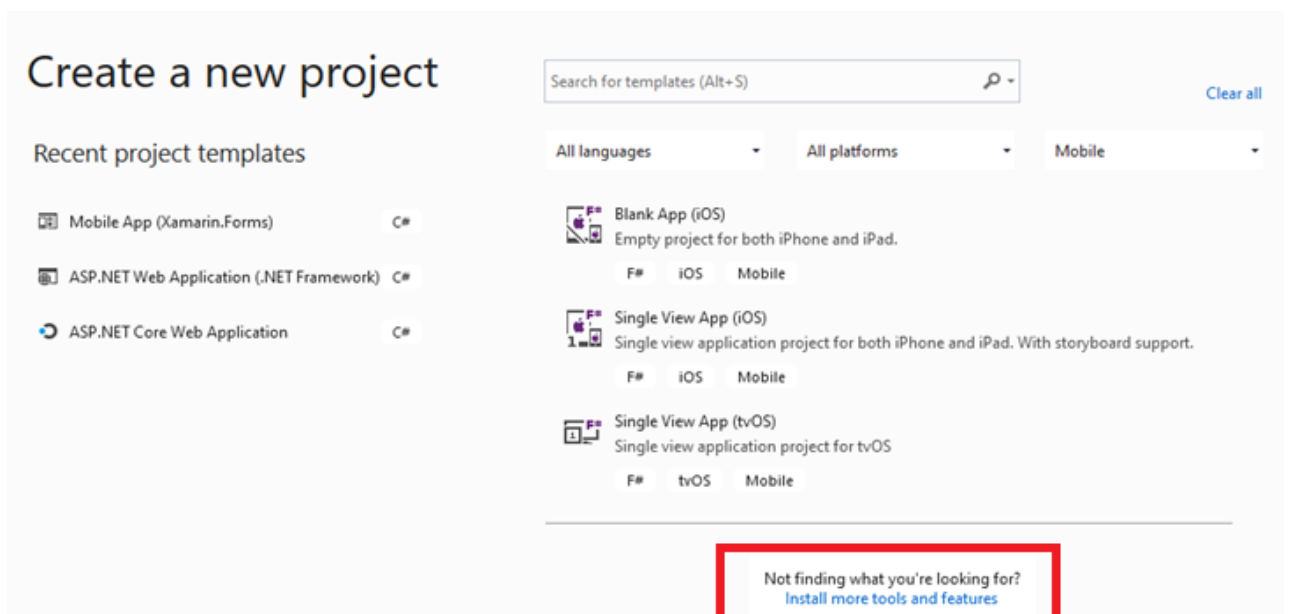 Create a new project
Search for templates (Alt+S)
Clear all
Recent project templates
All languages
All platforms
Mobile
Mobile App (Xamarin.Forms)
C#
ASP.NET Web Application (.NET Framework)
C#
ASP.NET Core Web Application
C#
F#
Blank App (iOS)
Empty project for both iPhone and iPad.
F# iOS Mobile
F#
1
Single View App (iOS)
Single view application project for both iPhone and iPad. With storyboard support.
F# iOS Mobile
F#
1
Single View App (tvOS)
Single view application project for tvOS
F# tvOS Mobile
Not finding what you're looking for?
Install more tools and features